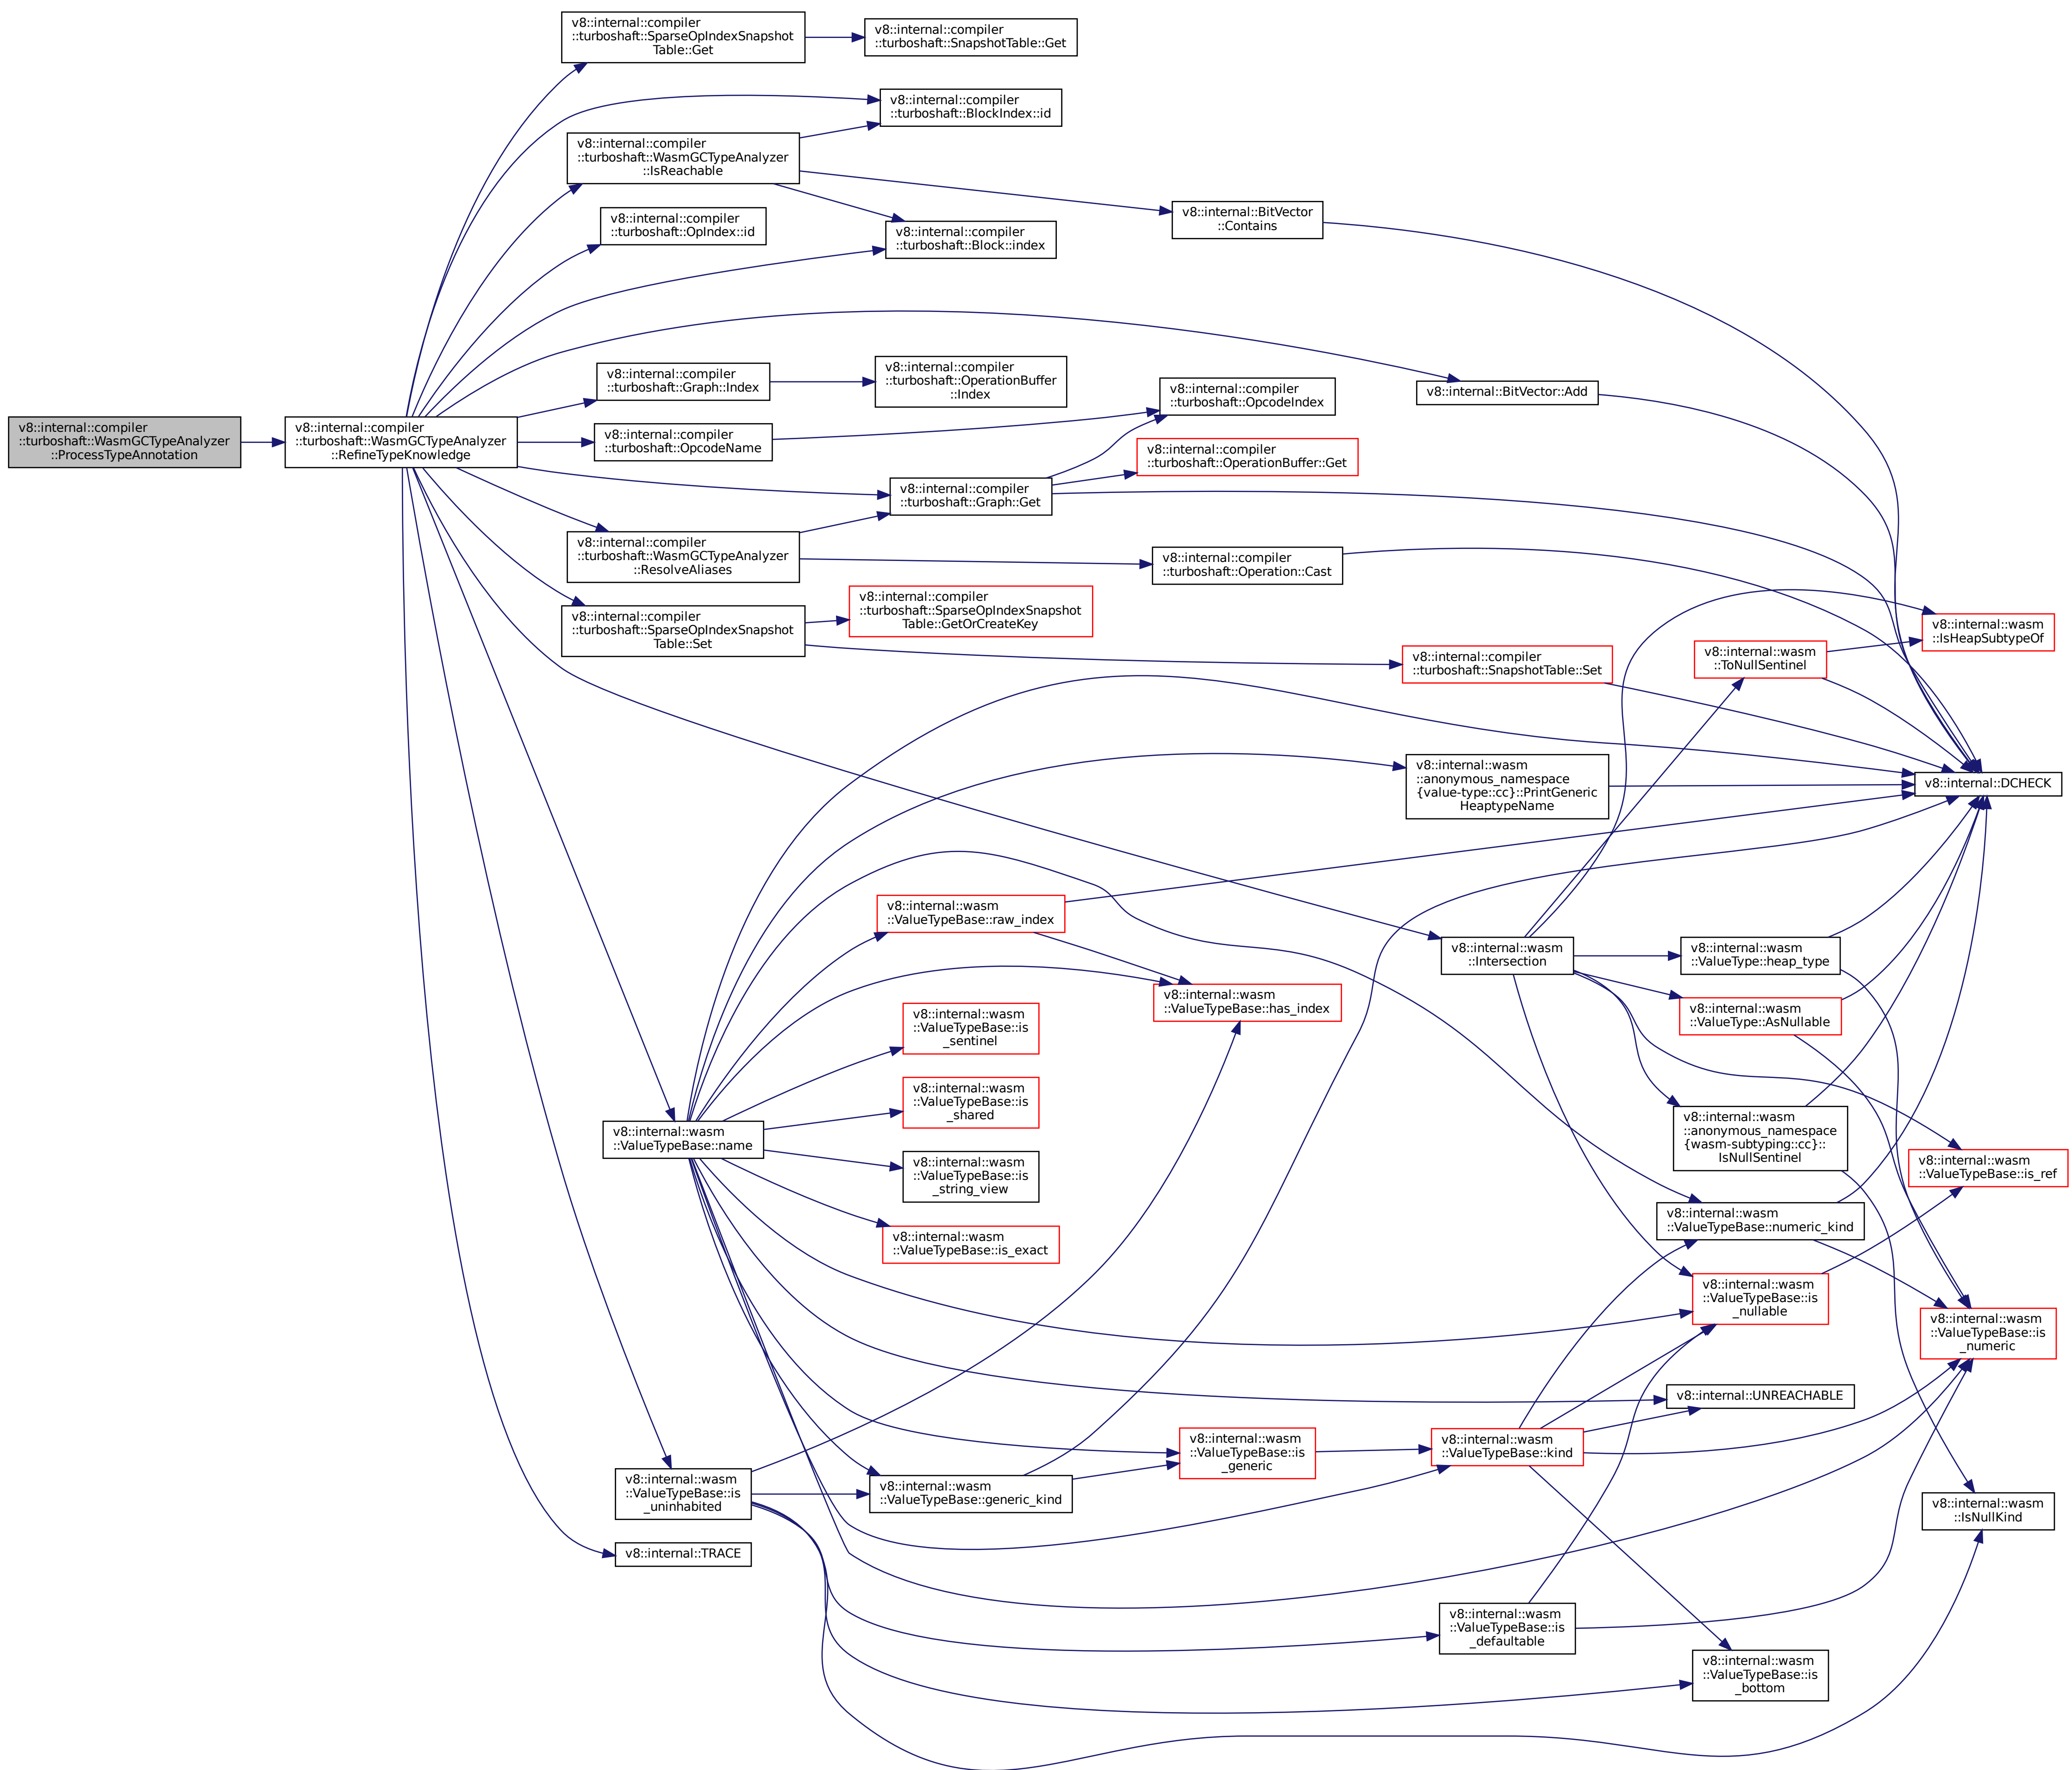 v8::internal::compiler
::turboshaft::WasmGCTypeAnalyzer
::ProcessTypeAnnotation
v8::internal::compiler
::turboshaft::WasmGCTypeAnalyzer
::RefineTypeKnowledge
v8::internal::compiler
::turboshaft::SparseOpIndexSnapshot
Table::Get
v8::internal::compiler
::turboshaft::SnapshotTable::Get
v8::internal::compiler
::turboshaft::BlockIndex::id
v8::internal::compiler
::turboshaft::WasmGCTypeAnalyzer
::IsReachable
v8::internal::compiler
::turboshaft::OpIndex::id
v8::internal::compiler
::turboshaft::Block::index
v8::internal::BitVector
::Contains
v8::internal::compiler
::turboshaft::Graph::Index
v8::internal::compiler
::turboshaft::OperationBuffer
::Index
v8::internal::compiler
::turboshaft::OpcodeIndex
v8::internal::BitVector::Add
v8::internal::compiler
::turboshaft::OpcodeName
v8::internal::compiler
::turboshaft::OperationBuffer::Get
v8::internal::compiler
::turboshaft::Graph::Get
v8::internal::compiler
::turboshaft::WasmGCTypeAnalyzer
::ResolveAliases
v8::internal::compiler
::turboshaft::Operation::Cast
v8::internal::compiler
::turboshaft::SparseOpIndexSnapshot
Table::Set
v8::internal::compiler
::turboshaft::SparseOpIndexSnapshot
Table::GetOrCreateKey
v8::internal::compiler
::turboshaft::SnapshotTable::Set
v8::internal::wasm
::ToNullSentinel
v8::internal::wasm
::IsHeapSubtypeOf
v8::internal::wasm
::anonymous_namespace
{value-type::cc}::PrintGeneric
HeaptypeName
v8::internal::DCHECK
v8::internal::wasm
::ValueTypeBase::raw_index
v8::internal::wasm
::Intersection
v8::internal::wasm
::ValueType::heap_type
v8::internal::wasm
::ValueTypeBase::has_index
v8::internal::wasm
::ValueType::AsNullable
v8::internal::wasm
::ValueTypeBase::is
_sentinel
v8::internal::wasm
::ValueTypeBase::is
_shared
v8::internal::wasm
::ValueTypeBase::name
v8::internal::wasm
::anonymous_namespace
{wasm-subtyping::cc}::
IsNullSentinel
v8::internal::wasm
::ValueTypeBase::is
_string_view
v8::internal::wasm
::ValueTypeBase::is_ref
v8::internal::wasm
::ValueTypeBase::numeric_kind
v8::internal::wasm
::ValueTypeBase::is_exact
v8::internal::wasm
::ValueTypeBase::is
_nullable
v8::internal::wasm
::ValueTypeBase::is
_numeric
v8::internal::UNREACHABLE
v8::internal::wasm
::ValueTypeBase::is
_generic
v8::internal::wasm
::ValueTypeBase::kind
v8::internal::wasm
::ValueTypeBase::is
_uninhabited
v8::internal::wasm
::ValueTypeBase::generic_kind
v8::internal::wasm
::IsNullKind
v8::internal::TRACE
v8::internal::wasm
::ValueTypeBase::is
_defaultable
v8::internal::wasm
::ValueTypeBase::is
_bottom